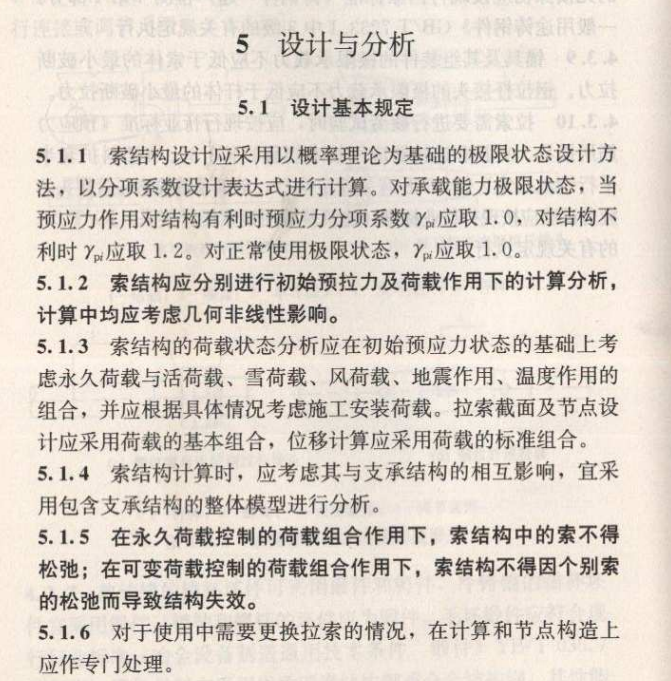 5 设计与分析
5.1 设计基本规定
5.1.1 索结构设计应采用以概率理论为基础的极限状态设计方
法，以分项系数设计表达式进行计算。对承载能力极限状态，当
预应力作用对结构有利时预应力分项系数γpi应取1.0，对结构不
利时γpi应取1.2。对正常使用极限状态，γpi应取1.0。
5.1.2 索结构应分别进行初始预拉力及荷载作用下的计算分析，
计算中均应考虑几何非线性影响。
5.1.3 索结构的荷载状态分析应在初始预应力状态的基础上考
虑永久荷载与活荷载、雪荷载、风荷载、地震作用、温度作用的
组合，并应根据具体情况考虑施工安装荷载。拉索截面及节点设
计应采用荷载的基本组合，位移计算应采用荷载的标准组合。
5.1.4 索结构计算时，应考虑其与支承结构的相互影响，宜采
用包含支承结构的整体模型进行分析。
5.1.5 在永久荷载控制的荷载组合作用下，索结构中的索不得
松弛；在可变荷载控制的荷载组合作用下，索结构不得因个别索
的松弛而导致结构失效。
5.1.6 对于使用中需要更换拉索的情况，在计算和节点构造上
应作专门处理。